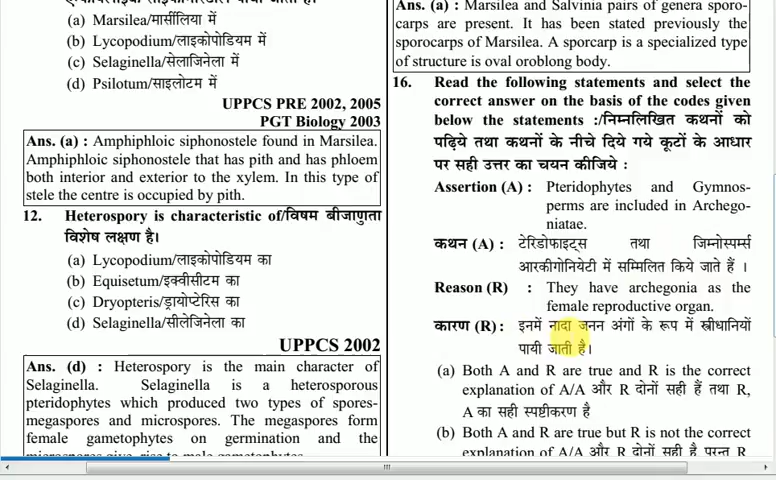 (a) Marsilea/मार्सीलिया में
(b) Lycopodium/लाइकोपोडियम में
(c) Selaginella/सेलाजिनेला में
(d) Psilotum/साइलोटम में
UPPCS PRE 2002, 2005
PGT Biology 2003
Ans. (a) : Amphiphloic siphonostele found in Marsilea.
Amphiphloic siphonostele that has pith and has phloem
both interior and exterior to the xylem. In this type of
stele the centre is occupied by pith.
12. Heterospory is characteristic of/विषम बीजाणुता
विशेष लक्षण है।
(a) Lycopodium/लाइकोपोडियम का
(b) Equisetum/इक्वीसीटम का
(c) Dryopteris/ड्रायोप्टेरिस का
(d) Selaginella/सीलेजिनेला का
UPPCS 2002
Ans. (d) : Heterospory is the main character of
Selaginella. Selaginella is a heterosporous
pteridophytes which produced two types of spores-
megaspores and microspores. The megaspores form
female gametophytes on germination and the
microspores give rise to male gametophytes.
Ans. (a) : Marsilea and Salvinia pairs of genera sporo-
carps are present. It has been stated previously the
sporocarps of Marsilea. A sporcarp is a specialized type
of structure is oval oroblong body.
16. Read the following statements and select the
correct answer on the basis of the codes given
below the statements :/निम्नलिखित कथनों को
पढ़िये तथा कथनों के नीचे दिये गये कूटों के आधार
पर सही उत्तर का चयन कीजिये :
Assertion (A) : Pteridophytes and Gymnos-
perms are included in Archego-
niatae.
कथन (A) : टेरिडोफाइट्स तथा जिम्नोस्पर्म्स
आरकीगोनियेटी में सम्मिलित किये जाते हैं ।
Reason (R) : They have archegonia as the
female reproductive organ.
कारण (R) : इनमें नादा जनन अंगों के रूप में स्त्रीधानियों
पायी जाती है।
(a) Both A and R are true and R is the correct
explanation of A/A और R दोनों सही हैं तथा R,
A का सही स्पष्टीकरण है
(b) Both A and R are true but R is not the correct
explanation of A/A और R दोनों सही है परन्तु R